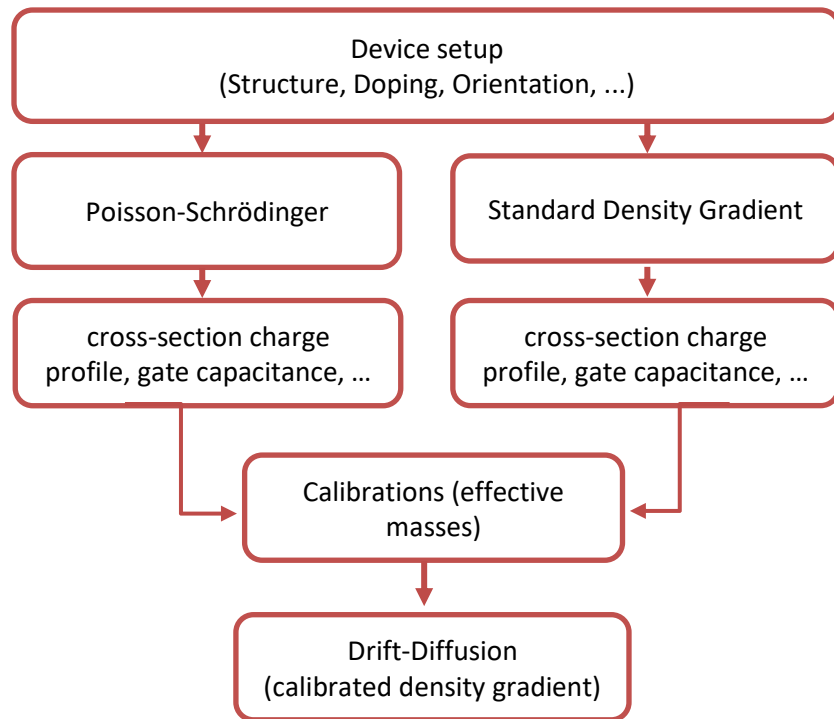 Device setup
(Structure, Doping, Orientation, ...)
Poisson-Schrödinger
Standard Density Gradient
cross-section charge
profile, gate capacitance, …
cross-section charge
profile, gate capacitance, …
Calibrations (effective
masses)
Drift-Diffusion
(calibrated density gradient)